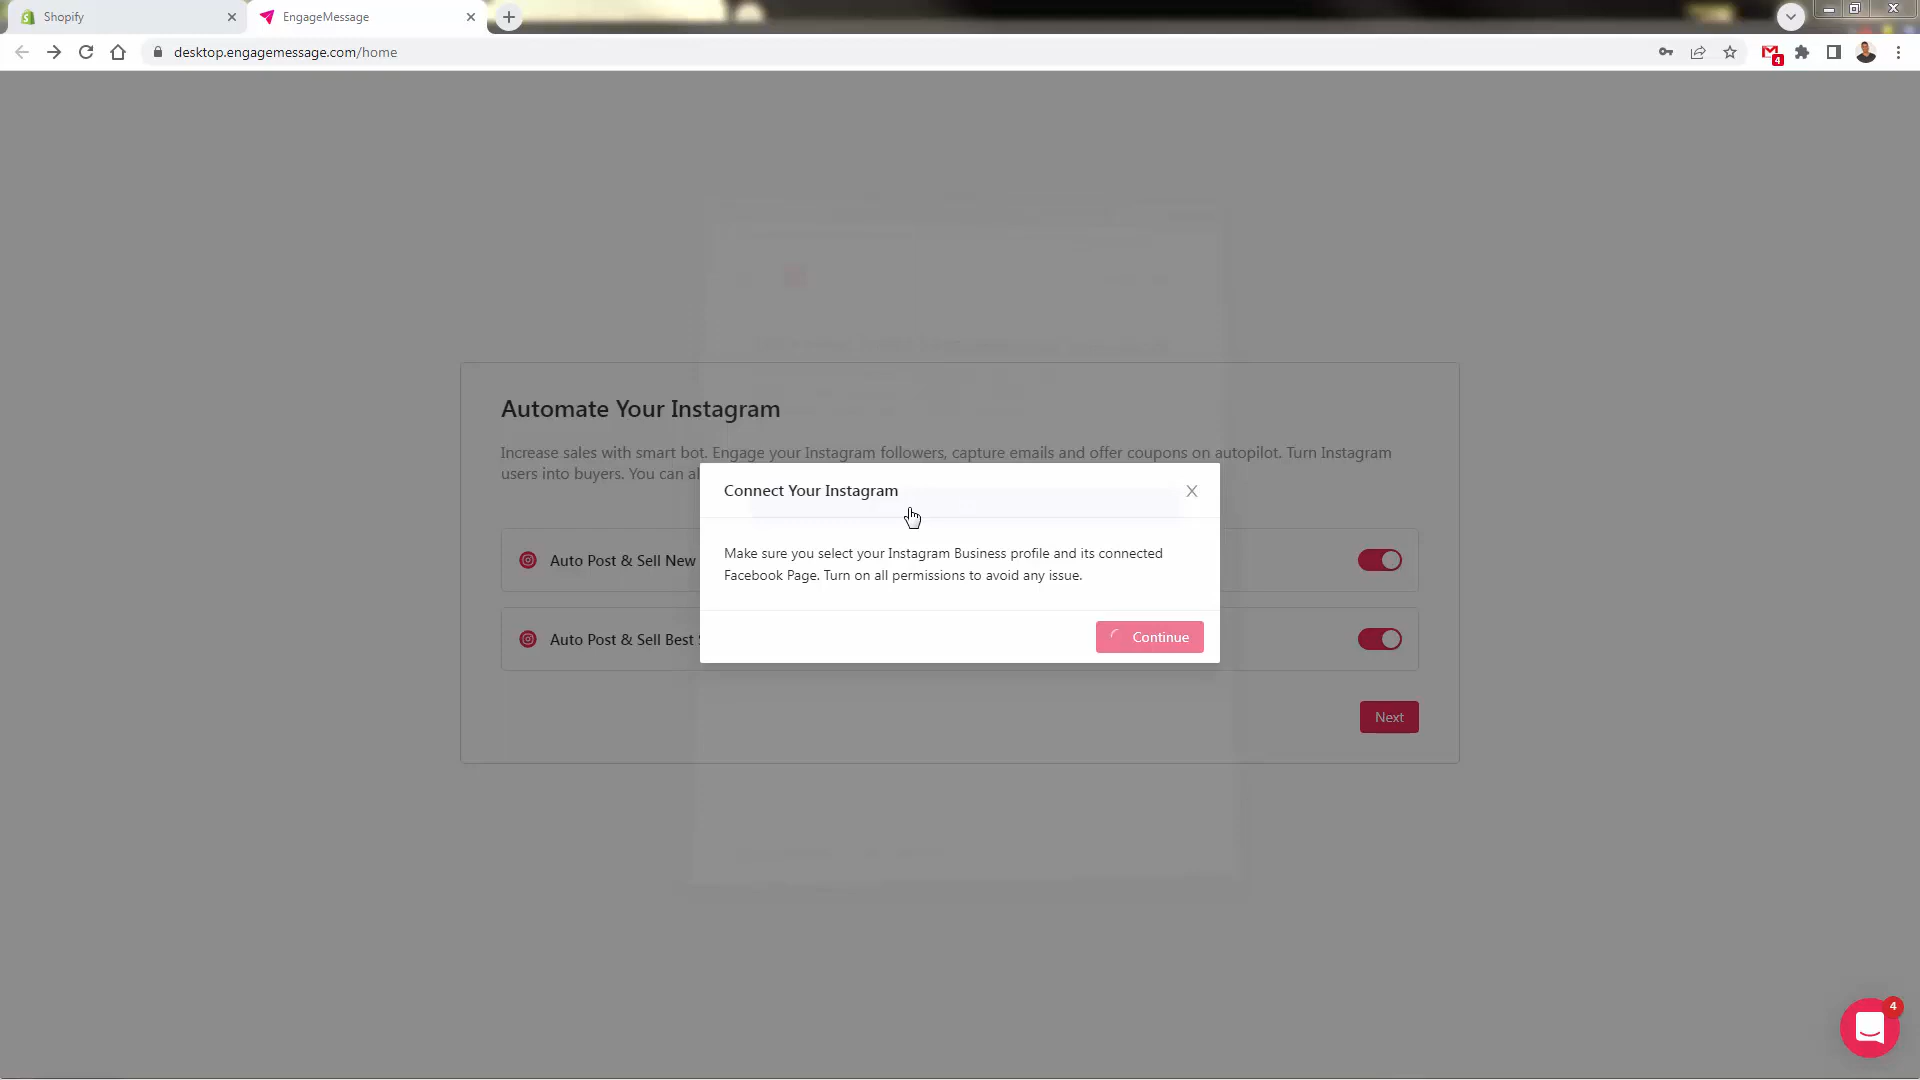 Shopify
EngageMessage
desktop.engagemessage.com/home
4
Automate Your Instagram
Increase sales with smart bot. Engage your Instagram followers, capture emails and offer coupons on autopilot. Turn Instagram
users into buyers. You can al
Connect Your Instagram
Make sure you select your Instagram Business profile and its connected
Facebook Page. Turn on all permissions to avoid any issue.
Continue
Auto Post & Sell New
Auto Post & Sell Best
Next
4